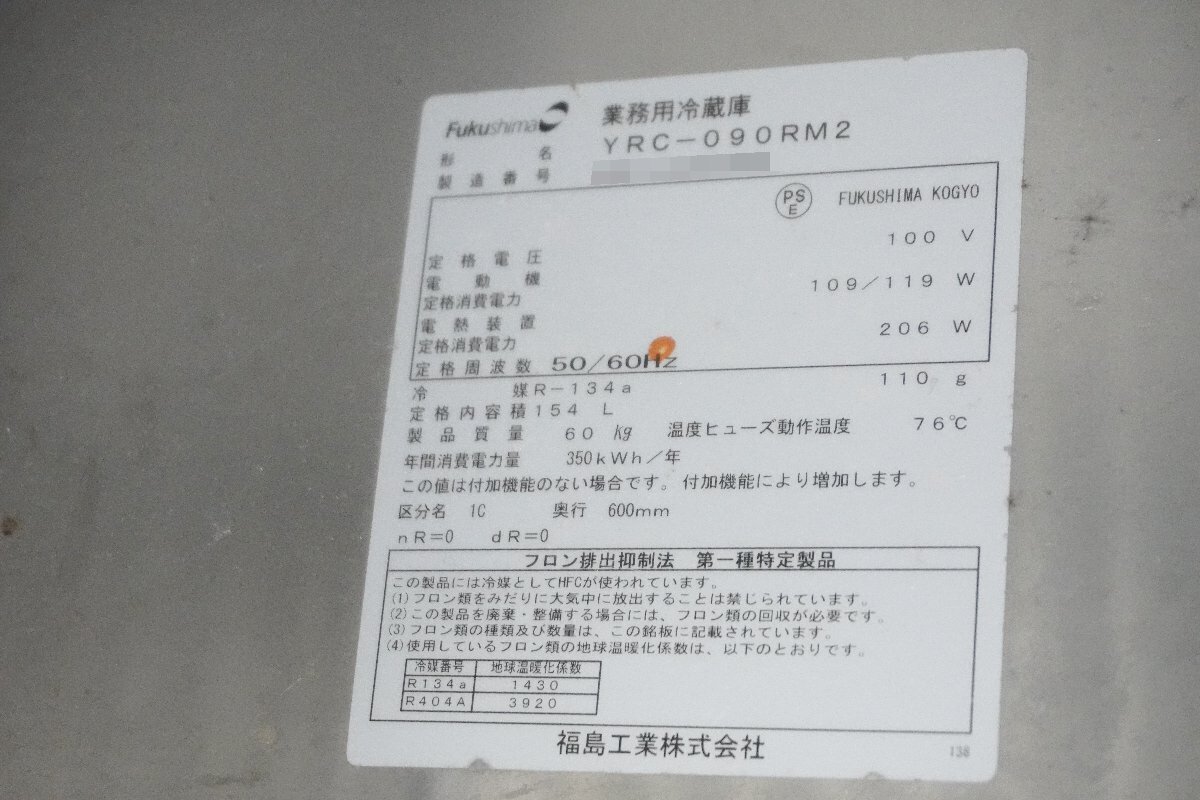 Fukushima 業務用冷蔵庫
形名 YRC-090RM2
製造番号
PSE FUKUSHIMA KOGYO
定格電圧 100 V
電動機
定格消費電力 109/119 W
電熱装置
定格消費電力 206 W
定格周波数 50/60Hz
冷媒 R-134a 110 g
定格内容積 154 L
製品質量 60 kg 温度ヒューズ動作温度 76℃
年間消費電力量 350kWh/年
この値は付加機能のない場合です。付加機能により増加します。
区分名 1C 奥行 600mm
nR=0 dR=0
フロン排出抑制法 第一種特定製品
この製品には冷媒としてHFCが使われています。
(1)フロン類をみだりに大気中に放出することは禁じられています。
(2)この製品を廃棄・整備する場合には、フロン類の回収が必要です。
(3)フロン類の種類及び数量は、この銘板に記載されています。
(4)使用しているフロン類の地球温暖化係数は、以下のとおりです。
冷媒番号 地球温暖化係数
R134a 1430
R404A 3920
福島工業株式会社
138